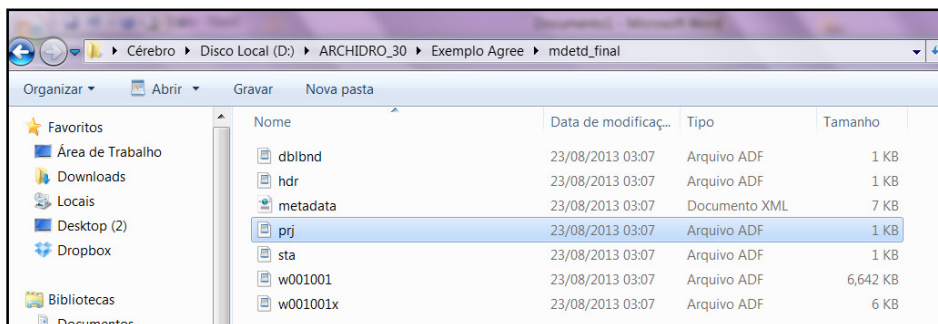 Documento1 - Microsoft Word
Cérebro ▸ Disco Local (D:) ▸ ARCHIDRO_30 ▸ Exemplo Agree ▸ mdetd_final
Organizar Abrir Gravar Nova pasta
Favoritos
Área de Trabalho
Downloads
Locais
Desktop (2)
Dropbox
Bibliotecas
Documentos
Nome Data de modificaç... Tipo Tamanho
dblbnd 23/08/2013 03:07 Arquivo ADF 1 KB
hdr 23/08/2013 03:07 Arquivo ADF 1 KB
metadata 23/08/2013 03:07 Documento XML 7 KB
prj 23/08/2013 03:07 Arquivo ADF 1 KB
sta 23/08/2013 03:07 Arquivo ADF 1 KB
w001001 23/08/2013 03:07 Arquivo ADF 6,642 KB
w001001x 23/08/2013 03:07 Arquivo ADF 6 KB